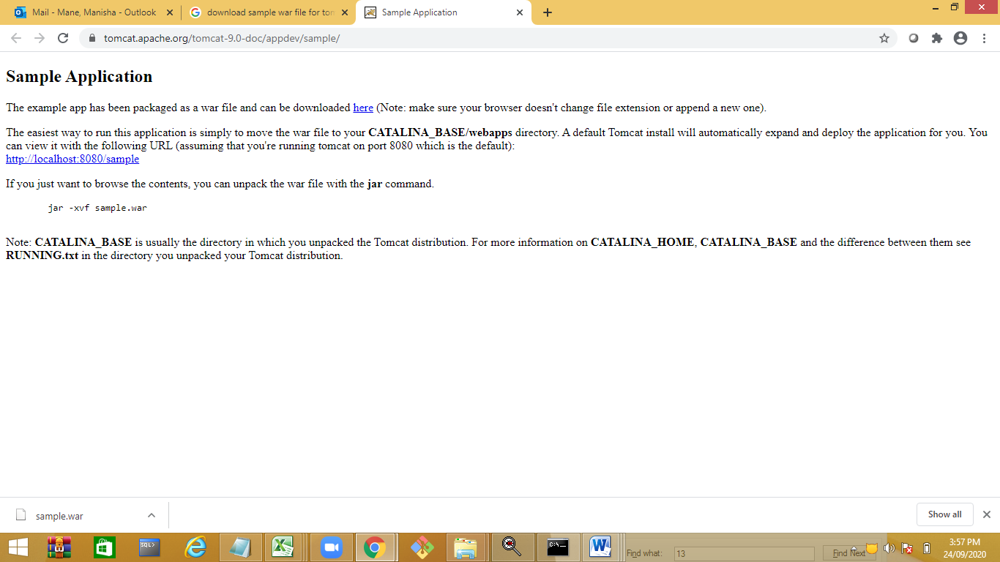 Mail - Mane, Manisha - Outlook
download sample war file for tom
Sample Application
tomcat.apache.org/tomcat-9.0-doc/appdev/sample/
Sample Application
The example app has been packaged as a war file and can be downloaded here (Note: make sure your browser doesn't change file extension or append a new one).
The easiest way to run this application is simply to move the war file to your CATALINA_BASE/webapps directory. A default Tomcat install will automatically expand and deploy the application for you. You
can view it with the following URL (assuming that you're running tomcat on port 8080 which is the default):
http://localhost:8080/sample
If you just want to browse the contents, you can unpack the war file with the jar command.
jar -xvf sample.war
Note: CATALINA_BASE is usually the directory in which you unpacked the Tomcat distribution. For more information on CATALINA_HOME, CATALINA_BASE and the difference between them see
RUNNING.txt in the directory you unpacked your Tomcat distribution.
sample.war
Show all
SQL>
C:\
Find what:
13
Find Next
3:57 PM
24/09/2020